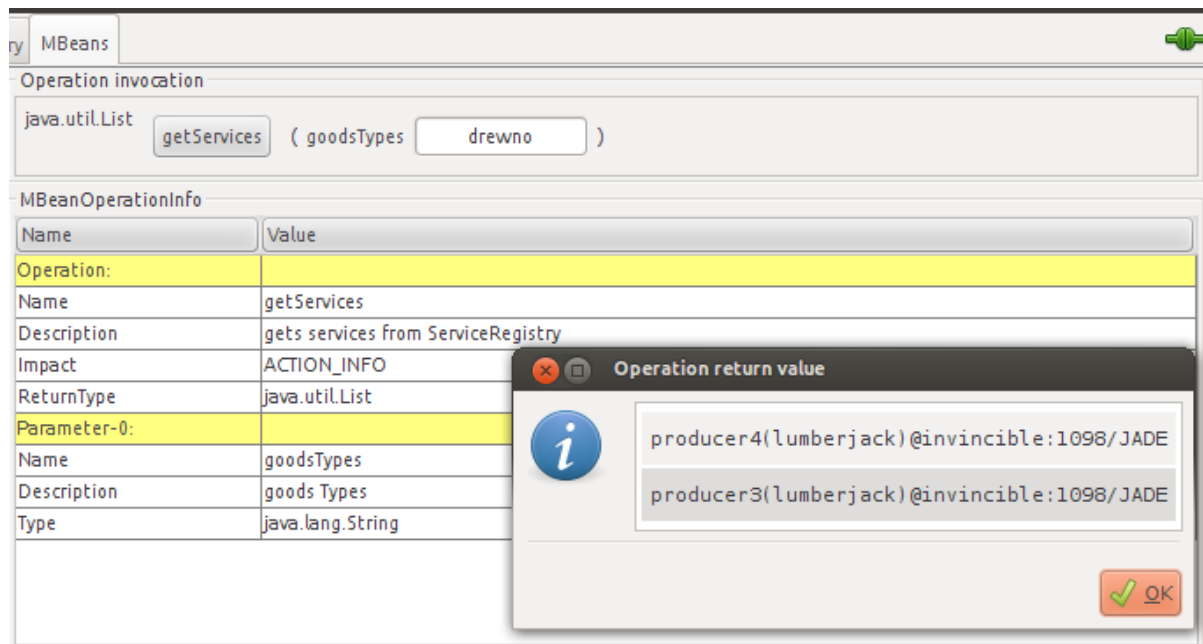 ry MBeans
Operation invocation
java.util.List getServices ( goodsTypes drewno )
MBeanOperationInfo
Name Value
Operation:
Name getServices
Description gets services from ServiceRegistry
Impact ACTION_INFO
ReturnType java.util.List
Parameter-0:
Name goodsTypes
Description goods Types
Type java.lang.String
Operation return value
producer4(lumberjack)@invincible:1098/JADE
producer3(lumberjack)@invincible:1098/JADE
OK